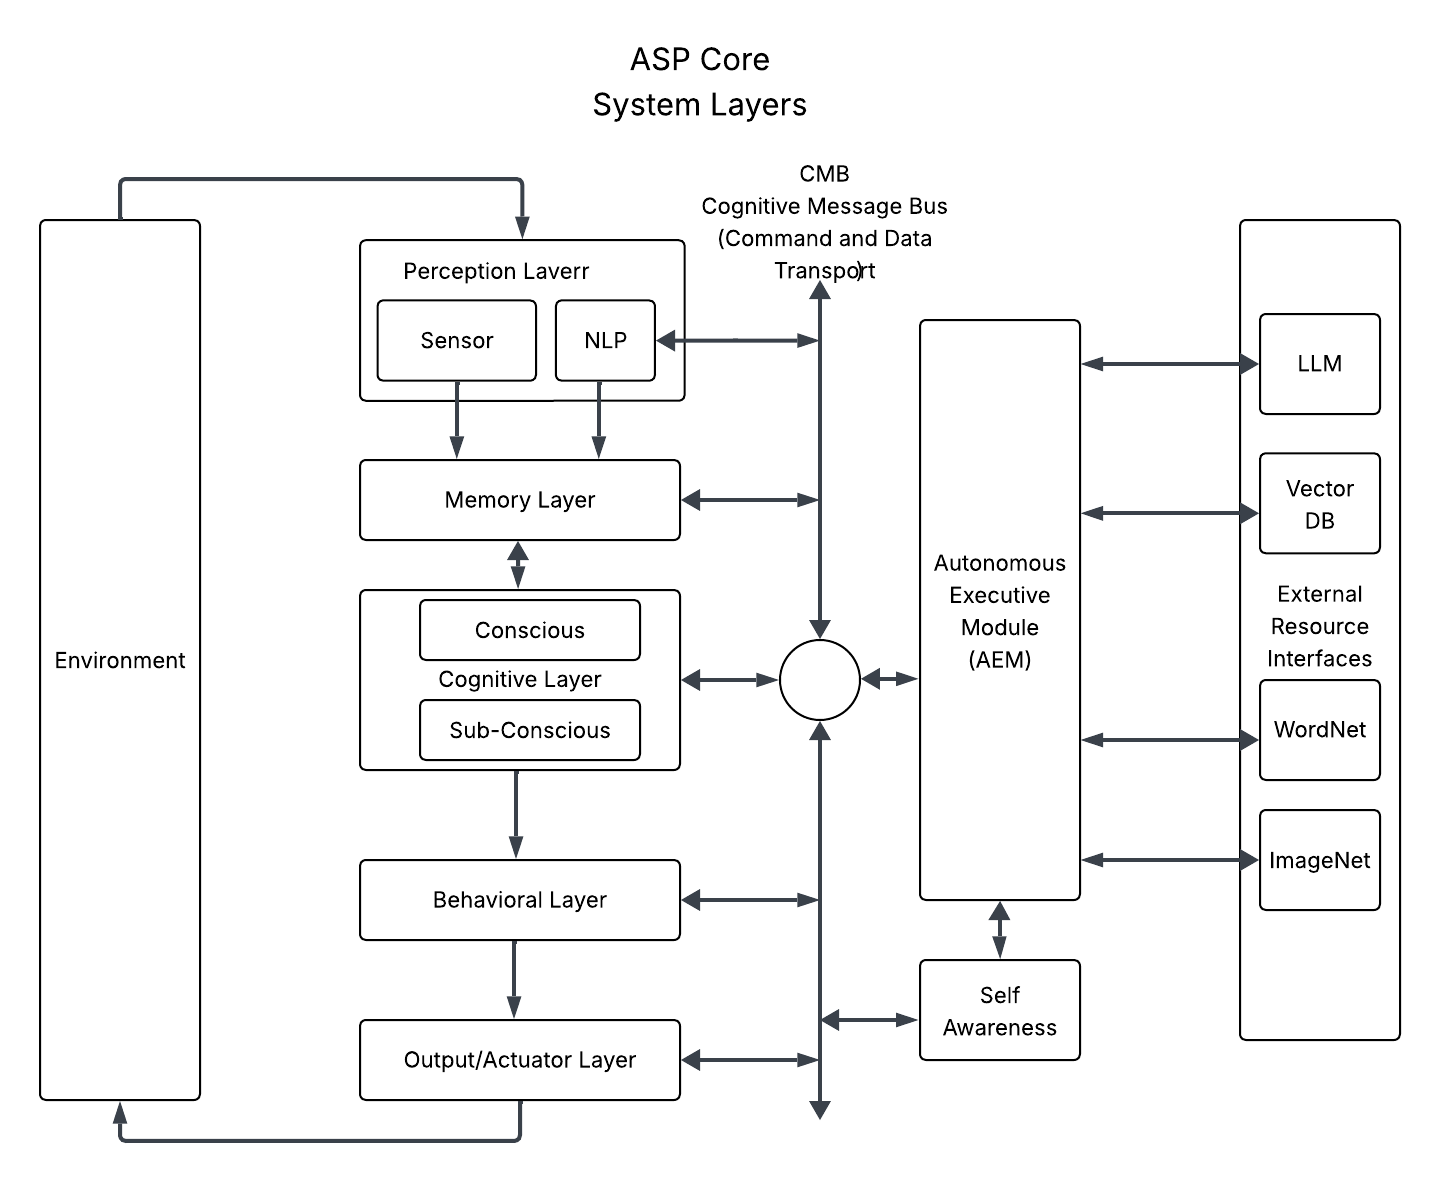 ASP Core
System Layers
CMB
Cognitive Message Bus
(Command and Data
Transport)
Perception Laverr
Sensor
NLP
Memory Layer
Conscious
Cognitive Layer
Sub-Conscious
Behavioral Layer
Output/Actuator Layer
Environment
Autonomous
Executive
Module
(AEM)
Self
Awareness
LLM
Vector
DB
External
Resource
Interfaces
WordNet
ImageNet